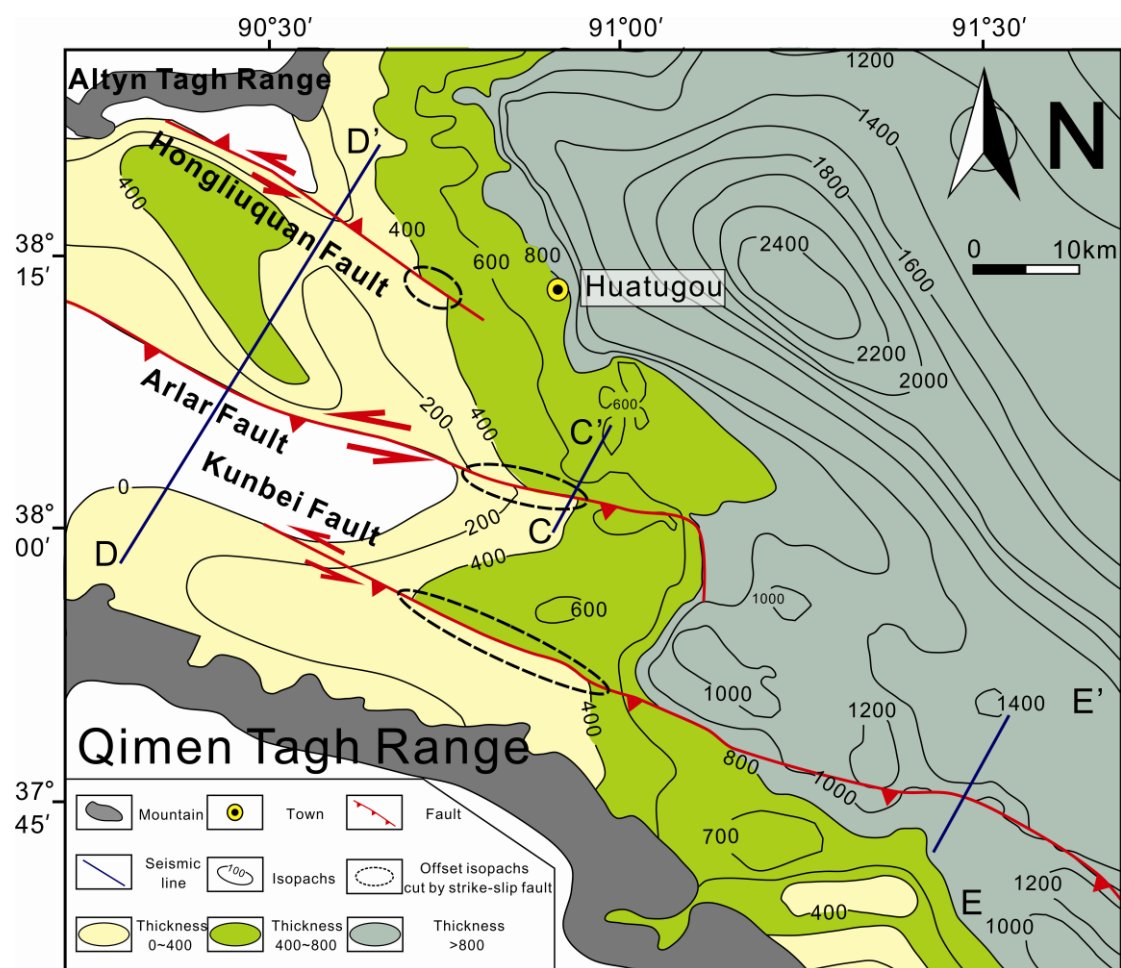 90°30′ 91°00′ 91°30′
Altyn Tagh Range
1200
1400
N
D'
Hongliuquan Fault
400
1800
38°
15′
400
600
800
2400
1600
0 10km
Huatugou
2200
2000
Arlar Fault
200
400
C600
C'
Kunbei Fault
0
38°
00′
200
C
D
400
600
1000
400
1000
1200
1400
E'
Qimen Tagh Range
800
1000
37°
45′
700
400
E
1200
1000
Mountain
Town
Fault
Seismic
line
100
Isopachs
Offset isopachs
cut by strike-slip fault
Thickness
0~400
Thickness
400~800
Thickness
>800